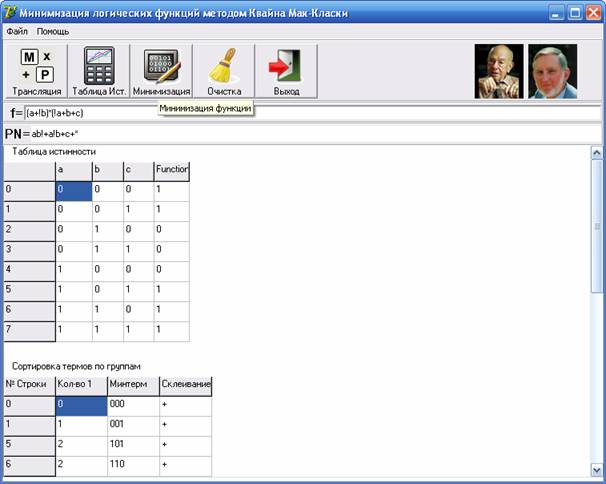 Минимизация логических функций методом Квайна Мак-Класки
Файл Помощь
M x
+ P
01011
01000
01011
Трансляция Таблица Ист. Минимизация Очистка Выход
Минимизация функции
f= (a+!b)*(!a+b+c)
PN= ab!+a!b+c+*
Таблица истинности
a b c Function
0 0 0 0 1
1 0 0 1 1
2 0 1 0 0
3 0 1 1 0
4 1 0 0 0
5 1 0 1 1
6 1 1 0 1
7 1 1 1 1
Сортировка термов по группам
№ Строки Кол-во 1 Минтерм Склеивание
0 0 000 +
1 1 001 +
5 2 101 +
6 2 110 +